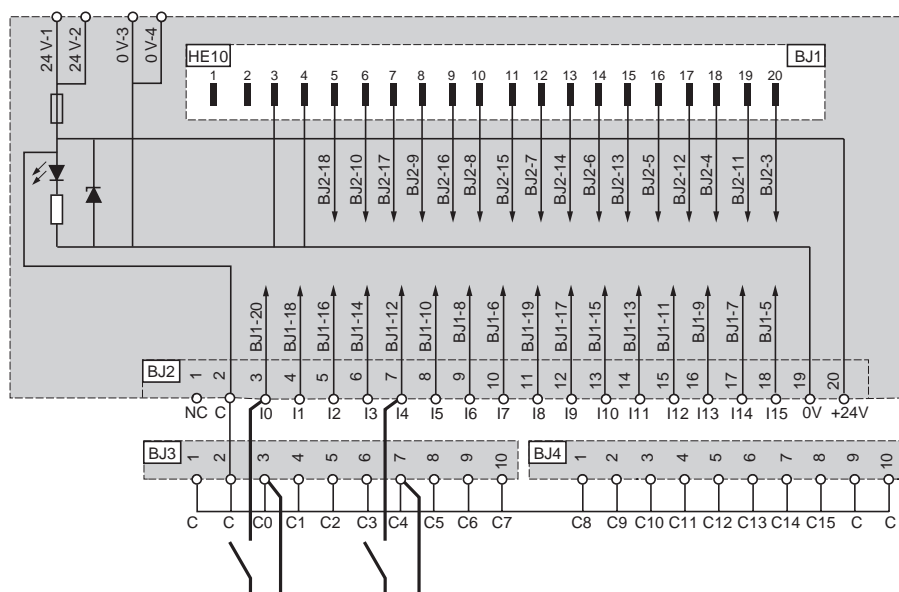 24 V-1
24 V-2
0 V-3
0 V-4
HE10
BJ1
1 2 3 4 5 6 7 8 9 10 11 12 13 14 15 16 17 18 19 20
BJ2-18 BJ2-10 BJ2-17 BJ2-9 BJ2-16 BJ2-8 BJ2-15 BJ2-7 BJ2-14 BJ2-6 BJ2-13 BJ2-5 BJ2-12 BJ2-4 BJ2-11 BJ2-3
BJ1-20 BJ1-18 BJ1-16 BJ1-14 BJ1-12 BJ1-10 BJ1-8 BJ1-6 BJ1-19 BJ1-17 BJ1-15 BJ1-13 BJ1-11 BJ1-9 BJ1-7 BJ1-5
BJ2
1 2 3 4 5 6 7 8 9 10 11 12 13 14 15 16 17 18 19 20
NC C I0 I1 I2 I3 I4 I5 I6 I7 I8 I9 I10 I11 I12 I13 I14 I15 0V +24V
BJ3
1 2 3 4 5 6 7 8 9 10
BJ4
1 2 3 4 5 6 7 8 9 10
C C C0 C1 C2 C3 C4 C5 C6 C7
C8 C9 C10 C11 C12 C13 C14 C15 C C